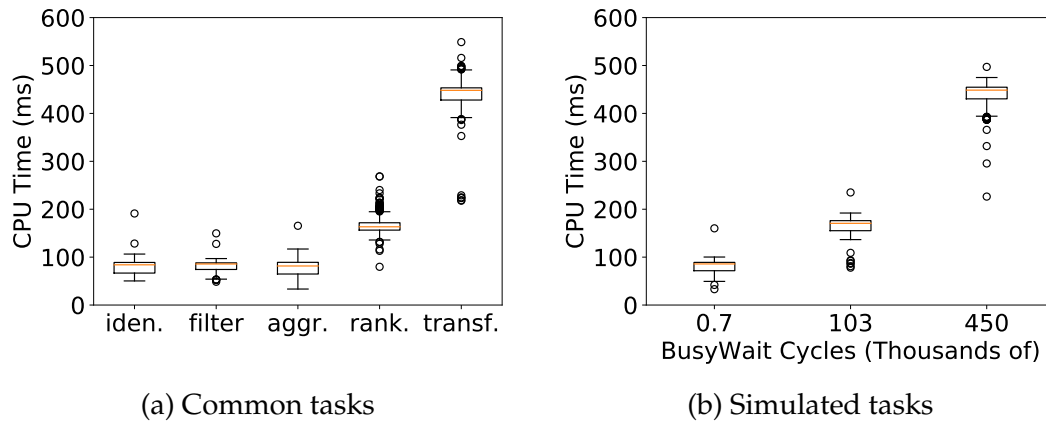 600
500
400
300
200
100
0
CPU Time (ms)
iden. filter aggr. rank. transf.
(a) Common tasks
600
500
400
300
200
100
0
CPU Time (ms)
0.7 103 450
BusyWait Cycles (Thousands of)
(b) Simulated tasks